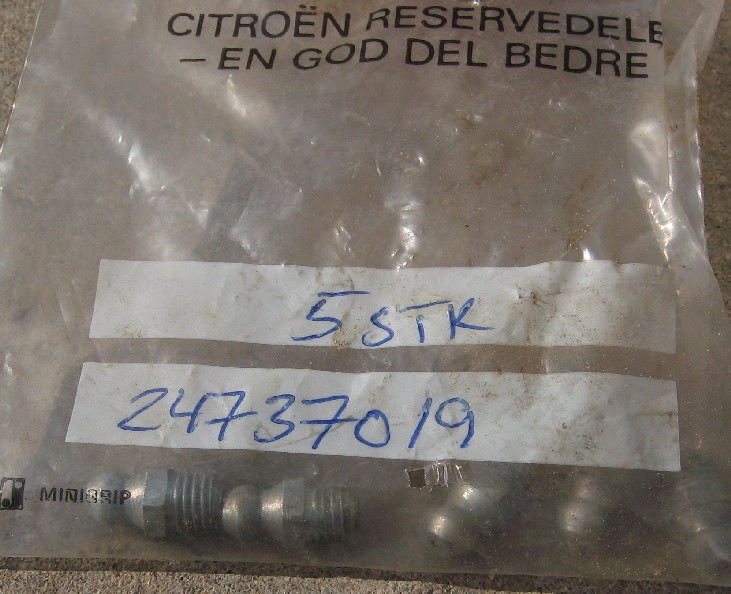 CITROËN RESERVEDELE
— EN GOD DEL BEDRE
5 STK
24737019
MINIGRIP